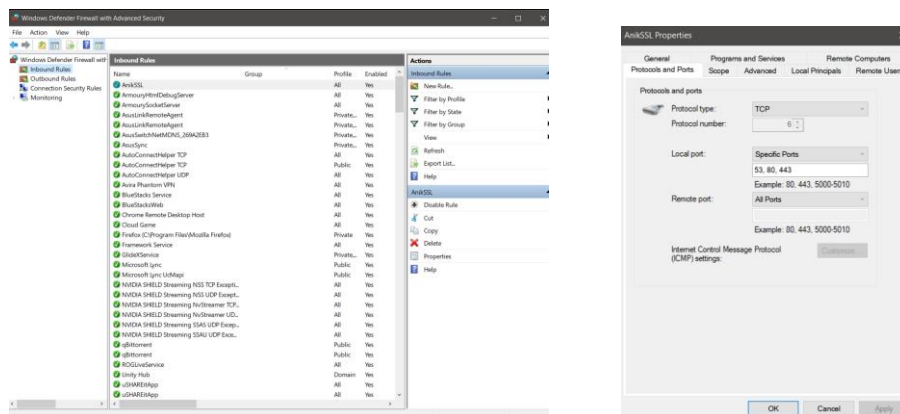 Windows Defender Firewall with Advanced Security
File Action View Help
Windows Defender Firewall with
Inbound Rules
Outbound Rules
Connection Security Rules
Monitoring
Inbound Rules
Name Group Profile Enabled
AnikSSL All Yes
ArmouryHtmlDebugServer All Yes
ArmourySocketServer All Yes
AsusLinkRemoteAgent Private,... Yes
AsusLinkRemoteAgent Private,... Yes
AsusSwitchNetMDNS_269A2EB3 Private,... Yes
AsusSync Private,... Yes
AutoConnectHelper TCP All Yes
AutoConnectHelper TCP Public Yes
AutoConnectHelper UDP All Yes
Avira Phantom VPN All Yes
BlueStacks Service All Yes
BlueStacksWeb All Yes
Chrome Remote Desktop Host All Yes
Cloud Game All Yes
Firefox (C:\Program Files\Mozilla Firefox) Private Yes
Framework Service All Yes
GlideXService Private,... Yes
Microsoft Lync Public Yes
Microsoft Lync UcMapi Public Yes
NVIDIA SHIELD Streaming NSS TCP Excepti... All Yes
NVIDIA SHIELD Streaming NSS UDP Except... All Yes
NVIDIA SHIELD Streaming NvStreamer TCP... All Yes
NVIDIA SHIELD Streaming NvStreamer UD... All Yes
NVIDIA SHIELD Streaming SSAS UDP Excep... All Yes
NVIDIA SHIELD Streaming SSAU UDP Exce... All Yes
qBittorrent Public Yes
qBittorrent Public Yes
ROGLiveService All Yes
Unity Hub Domain Yes
uSHAREitApp All Yes
uSHAREitApp All Yes
Actions
Inbound Rules
New Rule...
Filter by Profile
Filter by State
Filter by Group
View
Refresh
Export List...
Help
AnikSSL
Disable Rule
Cut
Copy
Delete
Properties
Help
AnikSSL Properties
General Programs and Services Remote Computers
Protocols and Ports Scope Advanced Local Principals Remote User
Protocols and ports
Protocol type: TCP
Protocol number: 6
Local port: Specific Ports
53, 80, 443
Example: 80, 443, 5000-5010
Remote port: All Ports
Example: 80, 443, 5000-5010
Internet Control Message Protocol
(ICMP) settings: Customize...
OK Cancel Apply